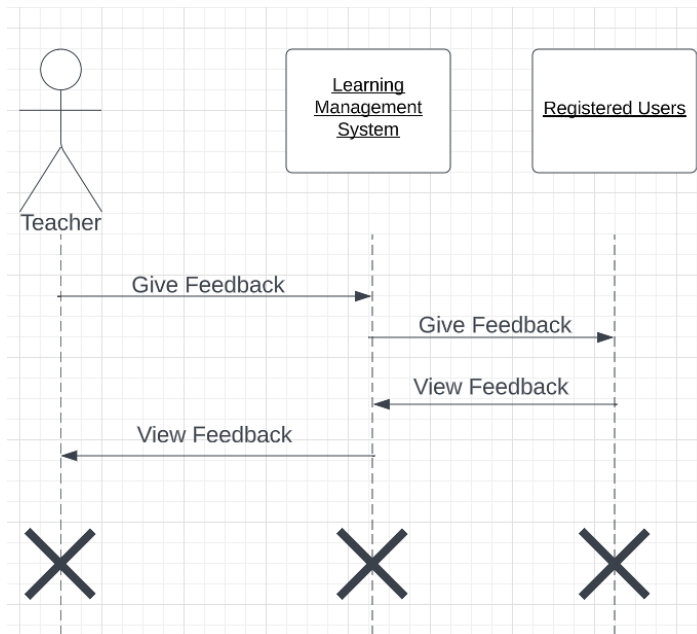 Learning
Management
System
Registered Users
Teacher
Give Feedback
Give Feedback
View Feedback
View Feedback